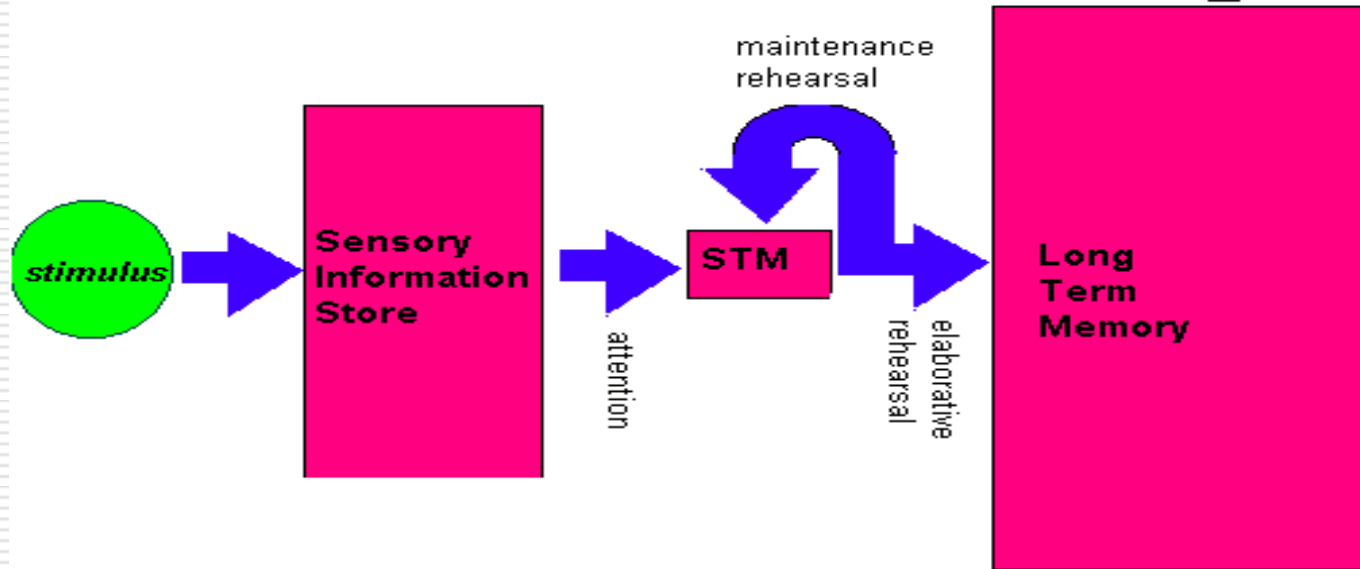 maintenance
rehearsal
stimulus
Sensory
Information
Store
attention
STM
elaborative
rehearsal
Long
Term
Memory